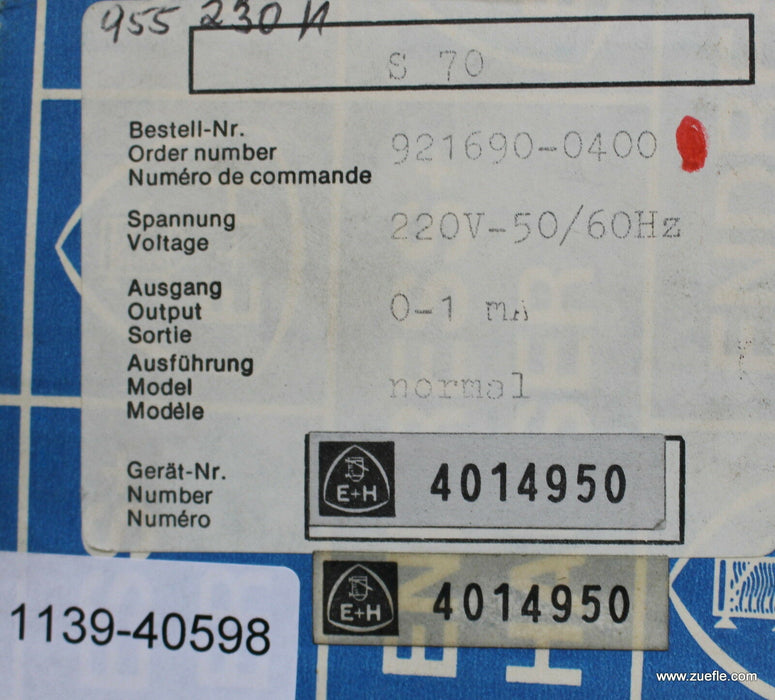 955 230 N
S 70
Bestell-Nr.
Order number
Numéro de commande
921690-0400
Spannung
Voltage
220V-50/60Hz
Ausgang
Output
Sortie
0-1 mA
Ausführung
Model
Modèle
normal
Gerät-Nr.
Number
Numéro
E+H 4014950
E+H 4014950
1139-40598
www.zuefle.com